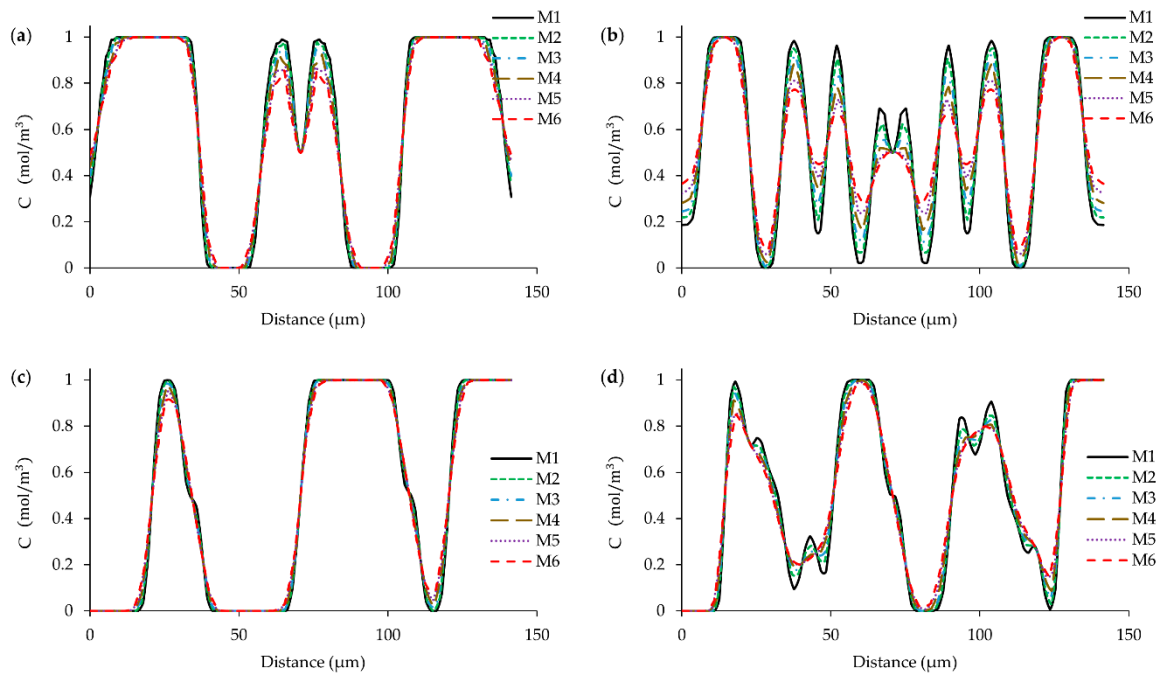 (a)
C (mol/m³)
1
0.8
0.6
0.4
0.2
0
0 50 100 150
Distance (µm)
M1
M2
M3
M4
M5
M6
(b)
C (mol/m³)
1
0.8
0.6
0.4
0.2
0
0 50 100 150
Distance (µm)
M1
M2
M3
M4
M5
M6
(c)
C (mol/m³)
1
0.8
0.6
0.4
0.2
0
0 50 100 150
Distance (µm)
M1
M2
M3
M4
M5
M6
(d)
C (mol/m³)
1
0.8
0.6
0.4
0.2
0
0 50 100 150
Distance (µm)
M1
M2
M3
M4
M5
M6